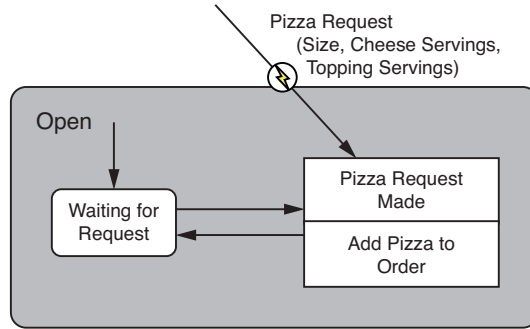 Pizza Request
(Size, Cheese Servings,
Topping Servings)
Open
Waiting for
Request
Pizza Request
Made
Add Pizza to
Order